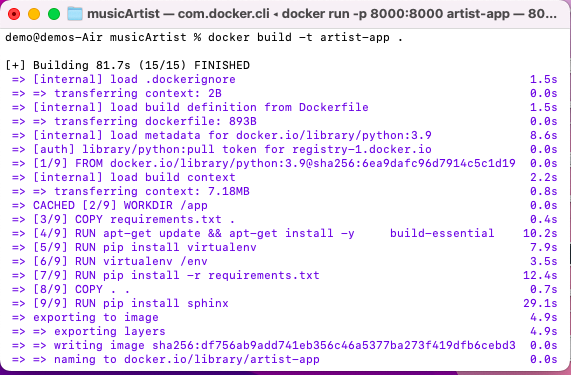 musicArtist — com.docker.cli ◂ docker run -p 8000:8000 artist-app — 80...
demo@demos-Air musicArtist % docker build -t artist-app .
[+] Building 81.7s (15/15) FINISHED
=> [internal] load .dockerignore 1.5s
=> => transferring context: 2B 0.0s
=> [internal] load build definition from Dockerfile 1.5s
=> => transferring dockerfile: 893B 0.0s
=> [internal] load metadata for docker.io/library/python:3.9 8.6s
=> [auth] library/python:pull token for registry-1.docker.io 0.0s
=> [1/9] FROM docker.io/library/python:3.9@sha256:6ea9dafc96d7914c5c1d19 0.0s
=> [internal] load build context 2.2s
=> => transferring context: 7.18MB 0.8s
=> CACHED [2/9] WORKDIR /app 0.0s
=> [3/9] COPY requirements.txt . 0.4s
=> [4/9] RUN apt-get update && apt-get install -y     build-essential 10.2s
=> [5/9] RUN pip install virtualenv 7.9s
=> [6/9] RUN virtualenv /env 3.5s
=> [7/9] RUN pip install -r requirements.txt 12.4s
=> [8/9] COPY . . 0.7s
=> [9/9] RUN pip install sphinx 29.1s
=> exporting to image 4.9s
=> => exporting layers 4.9s
=> => writing image sha256:df756ab9add741eb356c46a5377ba273f419dfb6cebd3 0.0s
=> => naming to docker.io/library/artist-app 0.0s